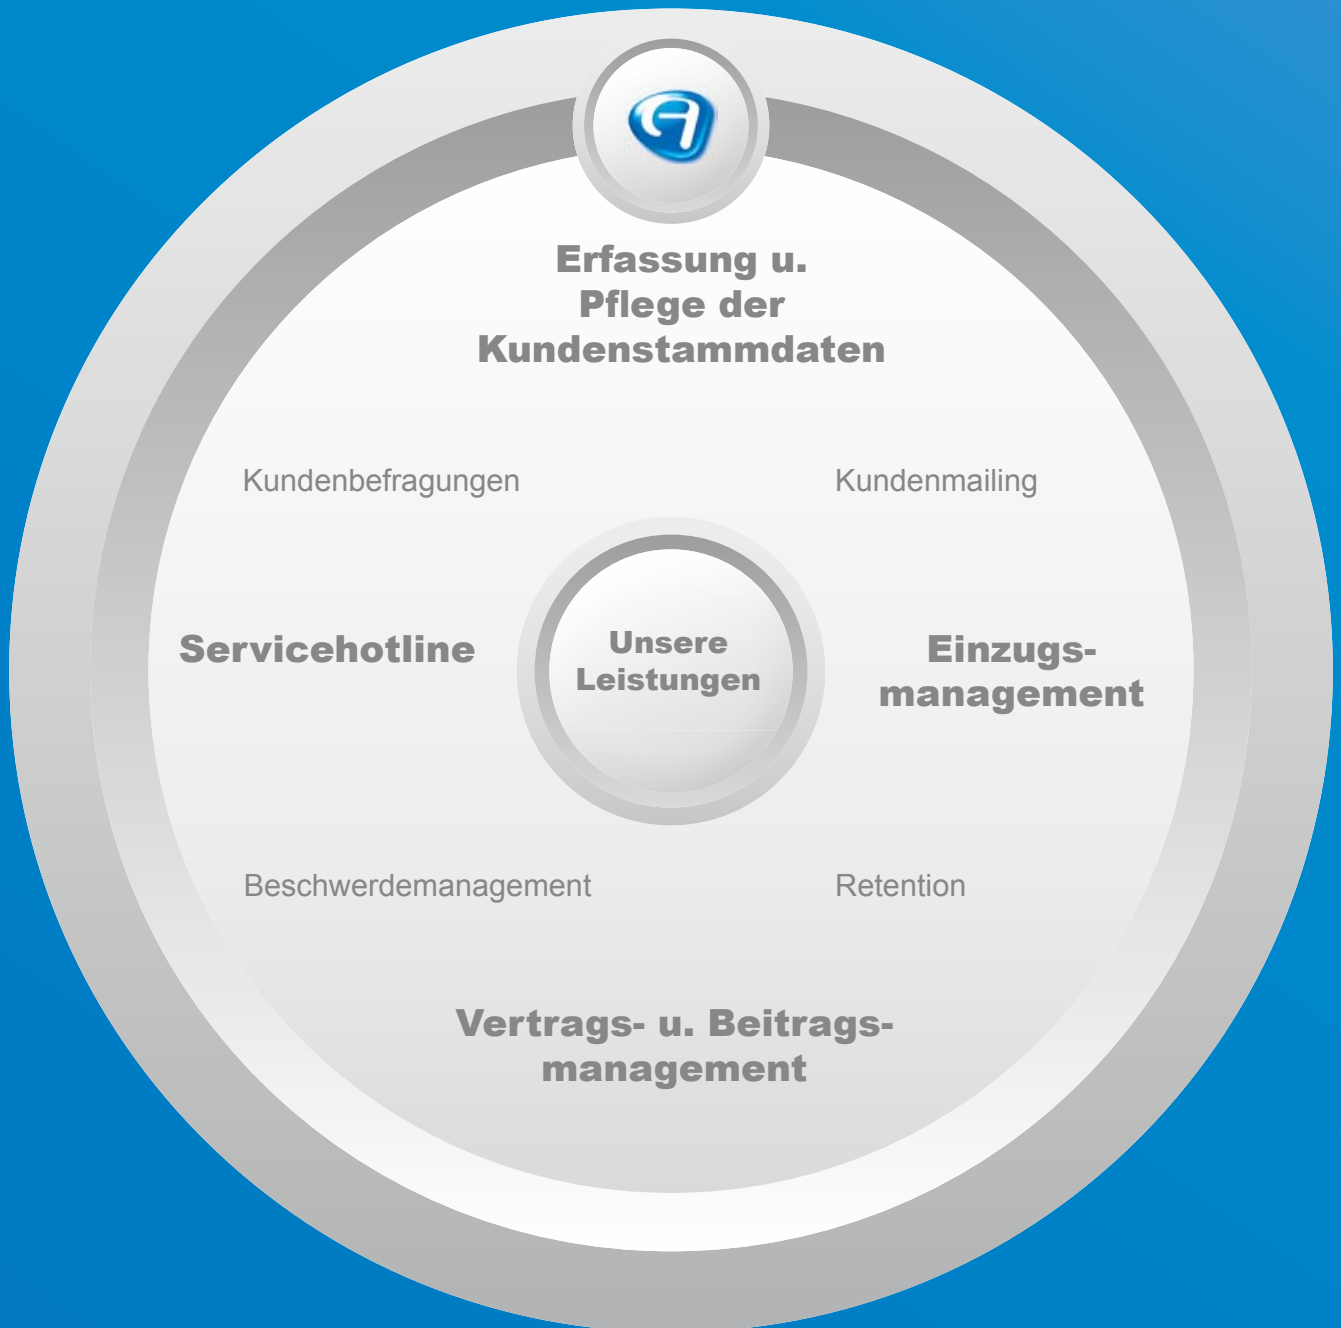 Erfassung u.
Pflege der
Kundenstammdaten
Kundenbefragungen
Kundenmailing
Servicehotline
Unsere
Leistungen
Einzugs-
management
Beschwerdemanagement
Retention
Vertrags- u. Beitrags-
management